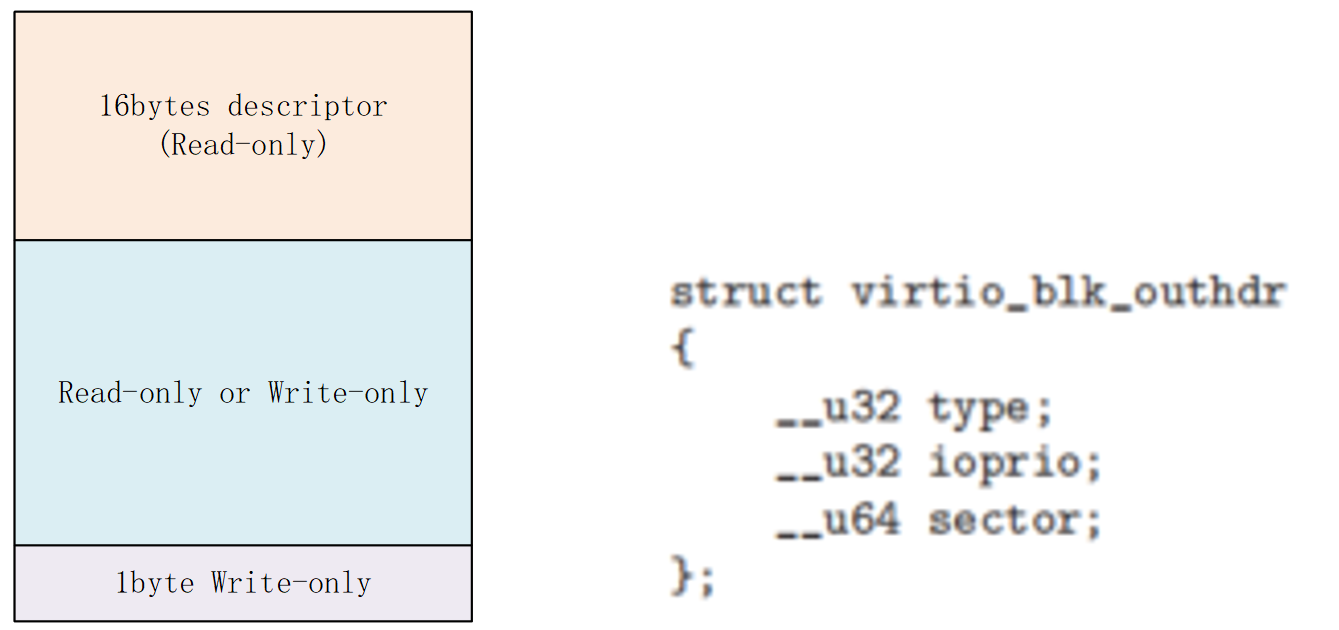 16bytes descriptor
(Read-only)
Read-only or Write-only
1byte Write-only
struct virtio_blk_outhdr
{
__u32 type;
__u32 ioprio;
__u64 sector;
};